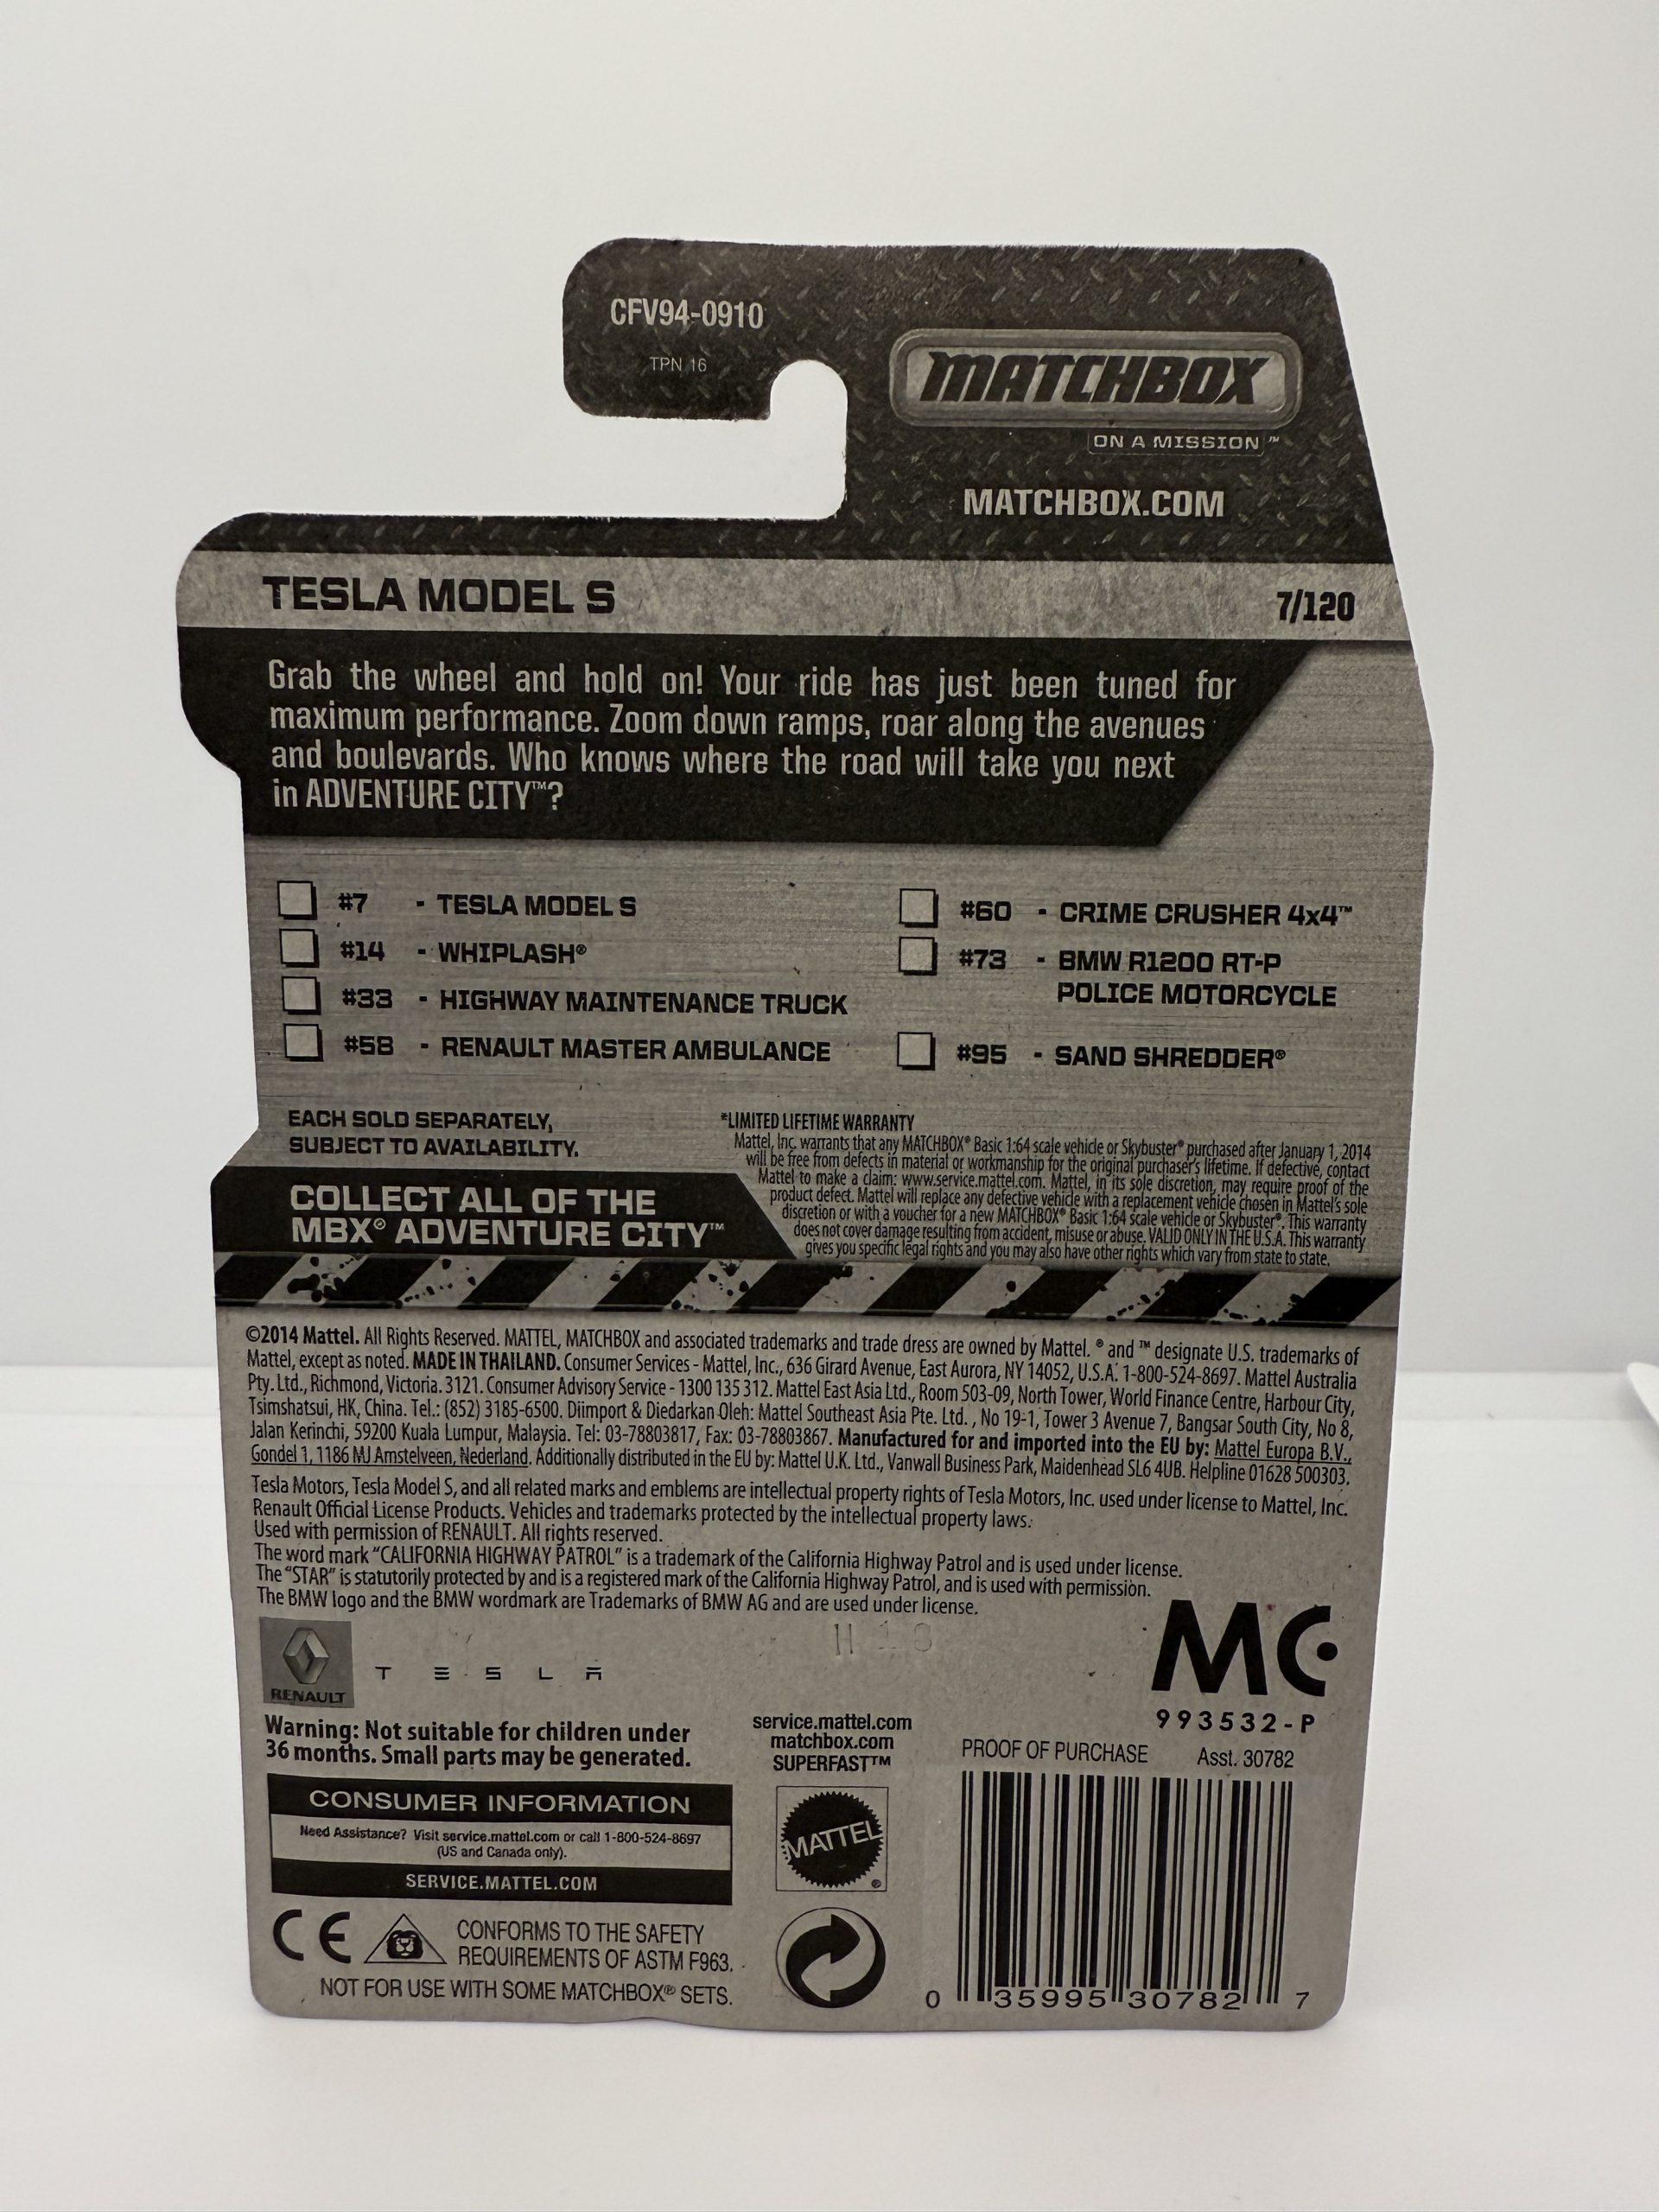 CFV94-0910
TPN 16
MATCHBOX
ON A MISSION™
MATCHBOX.COM
TESLA MODEL S
7/120
Grab the wheel and hold on! Your ride has just been tuned for
maximum performance. Zoom down ramps, roar along the avenues
and boulevards. Who knows where the road will take you next
in ADVENTURE CITY™?
#7 - TESLA MODEL S
#14 - WHIPLASH®
#33 - HIGHWAY MAINTENANCE TRUCK
#58 - RENAULT MASTER AMBULANCE
#60 - CRIME CRUSHER 4x4™
#73 - BMW R1200 RT-P
POLICE MOTORCYCLE
#95 - SAND SHREDDER®
EACH SOLD SEPARATELY,
SUBJECT TO AVAILABILITY.
COLLECT ALL OF THE
MBX® ADVENTURE CITY™
*LIMITED LIFETIME WARRANTY
Mattel, Inc. warrants that any MATCHBOX® Basic 1:64 scale vehicle or Skybuster® purchased after January 1, 2014
will be free from defects in material or workmanship for the original purchaser's lifetime. If defective, contact
Mattel to make a claim: www.service.mattel.com. Mattel, in its sole discretion, may require proof of the
product defect. Mattel will replace any defective vehicle with a replacement vehicle chosen in Mattel's sole
discretion or with a voucher for a new MATCHBOX® Basic 1:64 scale vehicle or Skybuster®. This warranty
does not cover damage resulting from accident, misuse or abuse. VALID ONLY IN THE U.S.A. This warranty
gives you specific legal rights and you may also have other rights which vary from state to state.
©2014 Mattel. All Rights Reserved. MATTEL, MATCHBOX and associated trademarks and trade dress are owned by Mattel. ® and ™ designate U.S. trademarks of
Mattel, except as noted. MADE IN THAILAND. Consumer Services - Mattel, Inc., 636 Girard Avenue, East Aurora, NY 14052, U.S.A. 1-800-524-8697. Mattel Australia
Pty. Ltd., Richmond, Victoria. 3121. Consumer Advisory Service - 1300 135 312. Mattel East Asia Ltd., Room 503-09, North Tower, World Finance Centre, Harbour City,
Tsimshatsui, HK, China. Tel.: (852) 3185-6500. Diimport & Diedarkan Oleh: Mattel Southeast Asia Pte. Ltd. , No 19-1, Tower 3 Avenue 7, Bangsar South City, No 8,
Jalan Kerinchi, 59200 Kuala Lumpur, Malaysia. Tel: 03-78803817, Fax: 03-78803867. Manufactured for and imported into the EU by: Mattel Europa B.V.,
Gondel 1, 1186 MJ Amstelveen, Nederland. Additionally distributed in the EU by: Mattel U.K. Ltd., Vanwall Business Park, Maidenhead SL6 4UB. Helpline 01628 500303.
Tesla Motors, Tesla Model S, and all related marks and emblems are intellectual property rights of Tesla Motors, Inc. used under license to Mattel, Inc.
Renault Official License Products. Vehicles and trademarks protected by the intellectual property laws.
Used with permission of RENAULT. All rights reserved.
The word mark "CALIFORNIA HIGHWAY PATROL" is a trademark of the California Highway Patrol and is used under license.
The "STAR" is statutorily protected by and is a registered mark of the California Highway Patrol, and is used with permission.
The BMW logo and the BMW wordmark are Trademarks of BMW AG and are used under license.
RENAULT
TESLA
MC
993532-P
Warning: Not suitable for children under
36 months. Small parts may be generated.
service.mattel.com
matchbox.com
SUPERFAST™
PROOF OF PURCHASE Asst. 30782
CONSUMER INFORMATION
Need Assistance? Visit service.mattel.com or call 1-800-524-8697
(US and Canada only).
SERVICE.MATTEL.COM
MATTEL®
CE
CONFORMS TO THE SAFETY
REQUIREMENTS OF ASTM F963.
NOT FOR USE WITH SOME MATCHBOX® SETS.
0 35995 30782 7